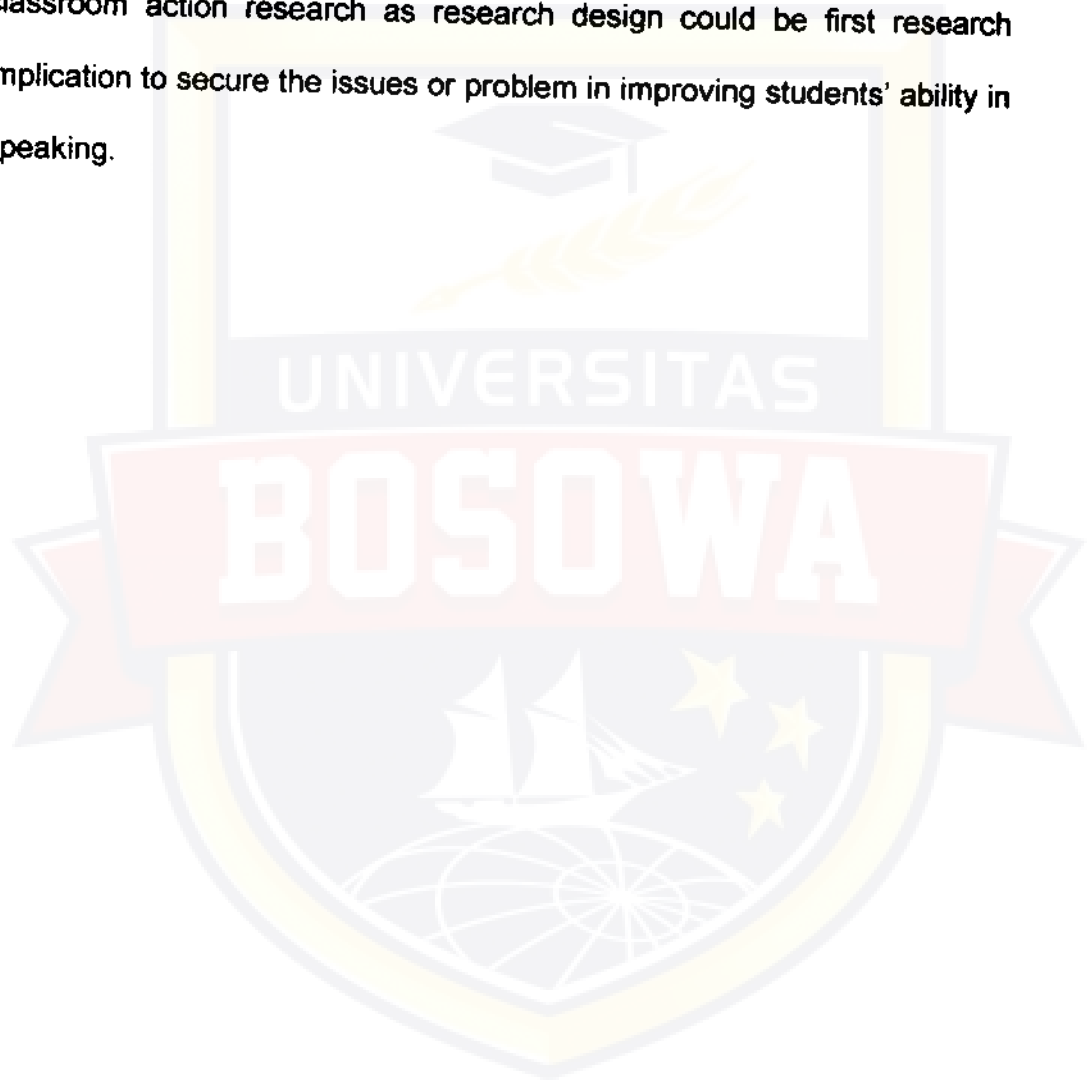 lassroom action research as research design could be first research
mplication to secure the issues or problem in improving students' ability in
peaking.
UNIVERSITAS
BOSOWA